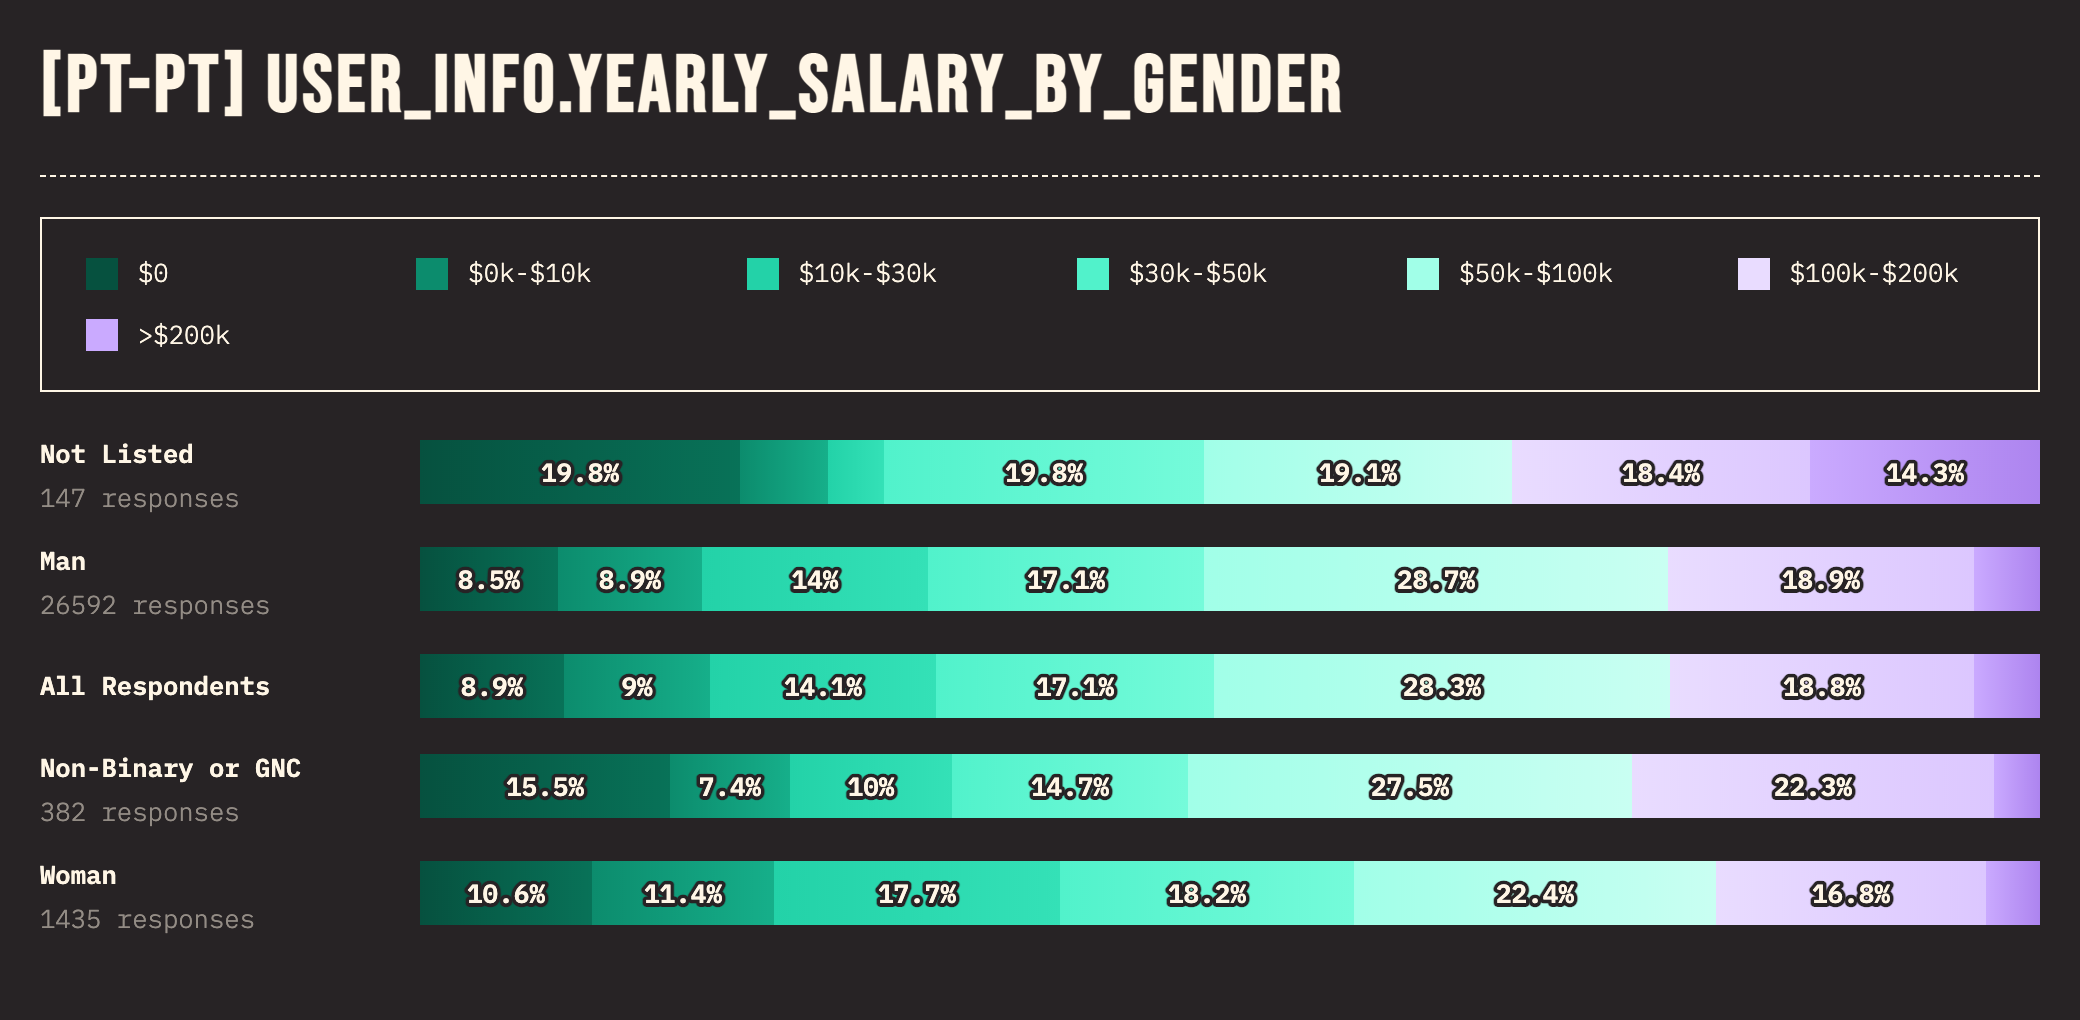 [PT-PT] USER_INFO.YEARLY_SALARY_BY_GENDER
$0 $0k-$10k $10k-$30k $30k-$50k $50k-$100k $100k-$200k
>$200k
Not Listed
147 responses
19.8% 19.8% 19.1% 18.4% 14.3%
Man
26592 responses
8.5% 8.9% 14% 17.1% 28.7% 18.9%
All Respondents
8.9% 9% 14.1% 17.1% 28.3% 18.8%
Non-Binary or GNC
382 responses
15.5% 7.4% 10% 14.7% 27.5% 22.3%
Woman
1435 responses
10.6% 11.4% 17.7% 18.2% 22.4% 16.8%